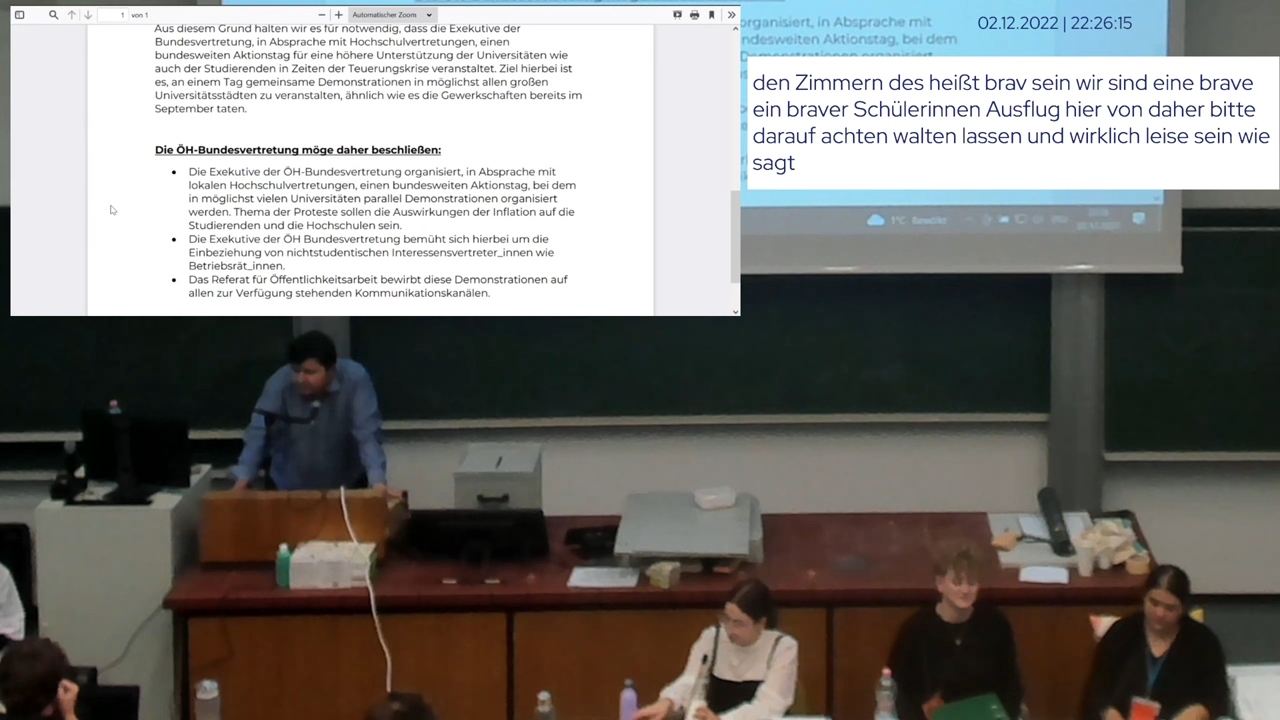 1 von 1
Automatischer Zoom
Aus diesem Grund halten wir es für notwendig, dass die Exekutive der
Bundesvertretung, in Absprache mit Hochschulvertretungen, einen
bundesweiten Aktionstag für eine höhere Unterstützung der Universitäten wie
auch der Studierenden in Zeiten der Teuerungskrise veranstaltet. Ziel hierbei ist
es, an einem Tag gemeinsame Demonstrationen in möglichst allen großen
Universitätsstädten zu veranstalten, ähnlich wie es die Gewerkschaften bereits im
September taten.
Die ÖH-Bundesvertretung möge daher beschließen:
• Die Exekutive der ÖH-Bundesvertretung organisiert, in Absprache mit
lokalen Hochschulvertretungen, einen bundesweiten Aktionstag, bei dem
in möglichst vielen Universitäten parallel Demonstrationen organisiert
werden. Thema der Proteste sollen die Auswirkungen der Inflation auf die
Studierenden und die Hochschulen sein.
• Die Exekutive der ÖH Bundesvertretung bemüht sich hierbei um die
Einbeziehung von nichtstudentischen Interessensvertreter_innen wie
Betriebsrät_innen.
• Das Referat für Öffentlichkeitsarbeit bewirbt diese Demonstrationen auf
allen zur Verfügung stehenden Kommunikationskanälen.
02.12.2022 | 22:26:15
organisiert, in Absprache mit
ndesweiten Aktionstag, bei dem
den Zimmern des heißt brav sein wir sind eine brave
ein braver Schülerinnen Ausflug hier von daher bitte
darauf achten walten lassen und wirklich leise sein wie
sagt
1°C Bewölkt